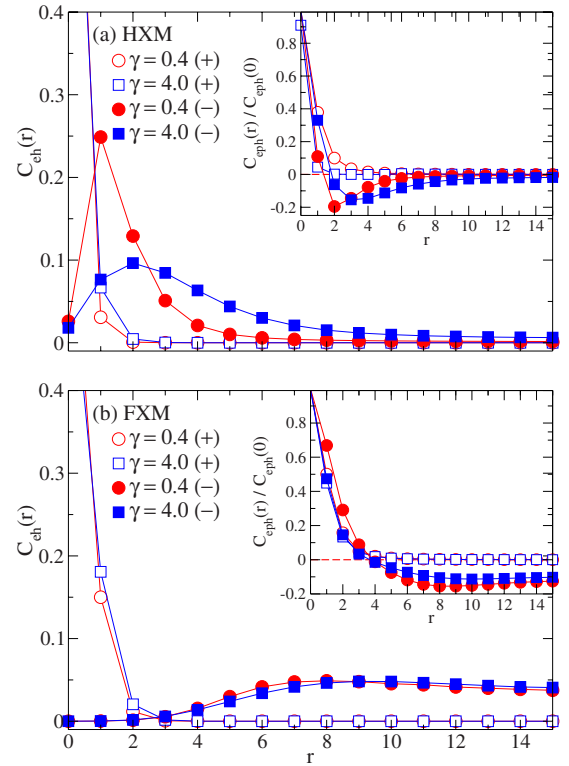 (a) HXM
γ = 0.4 (+)
γ = 4.0 (+)
γ = 0.4 (−)
γ = 4.0 (−)
C_eh(r)
0.4
0.3
0.2
0.1
0
C_eph(r) / C_eph(0)
0.8
0.6
0.4
0.2
0
-0.2
0 2 4 6 8 10 12 14
r
(b) FXM
γ = 0.4 (+)
γ = 4.0 (+)
γ = 0.4 (−)
γ = 4.0 (−)
C_eh(r)
0.4
0.3
0.2
0.1
0
C_eph(r) / C_eph(0)
0.8
0.6
0.4
0.2
0
-0.2
0 2 4 6 8 10 12 14
r
0 2 4 6 8 10 12 14
r